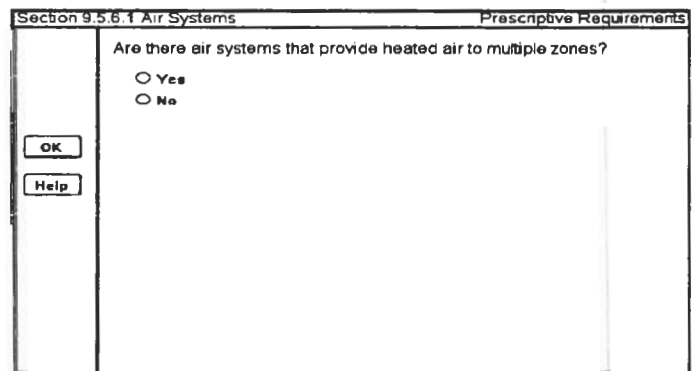 Section 9.5.6.1 Air Systems Prescriptive Requirements
Are there air systems that provide heated air to multiple zones?
Yes
No
OK
Help